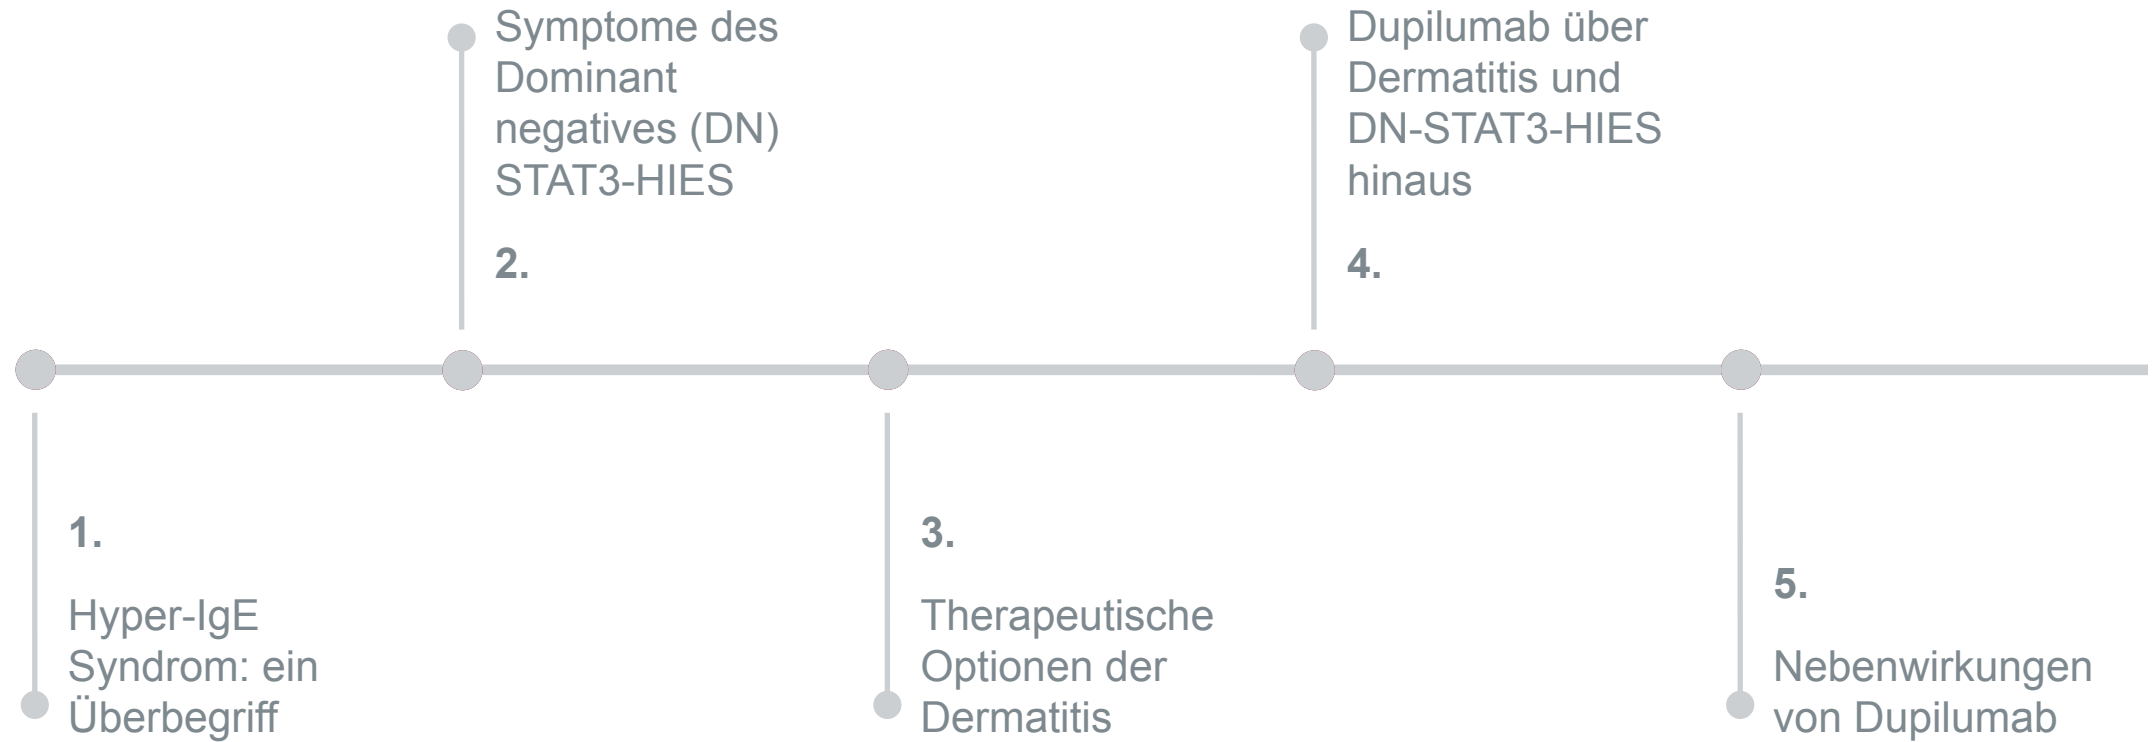 1.
Hyper-IgE
Syndrom: ein
Überbegriff
Symptome des
Dominant
negatives (DN)
STAT3-HIES
2.
3.
Therapeutische
Optionen der
Dermatitis
Dupilumab über
Dermatitis und
DN-STAT3-HIES
hinaus
4.
5.
Nebenwirkungen
von Dupilumab